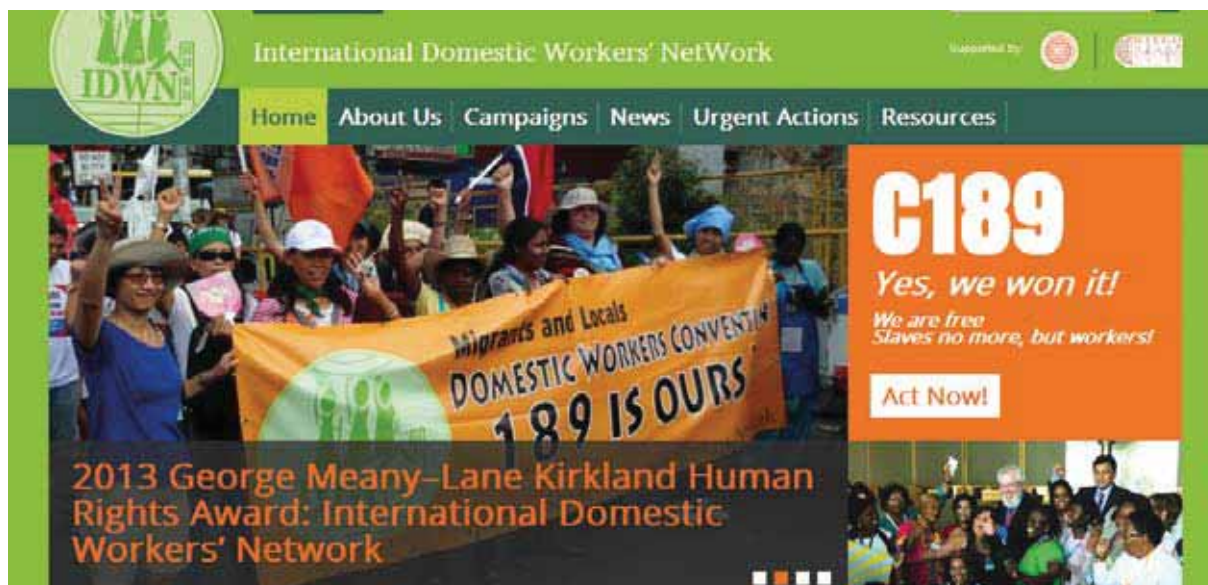 IDWN
International Domestic Workers' NetWork
Supported by
Home About Us Campaigns News Urgent Actions Resources
Migrants and Locals
DOMESTIC WORKERS CONVENTIN
189 IS OURS
C189
Yes, we won it!
We are free
Slaves no more, but workers!
Act Now!
2013 George Meany–Lane Kirkland Human
Rights Award: International Domestic
Workers' Network